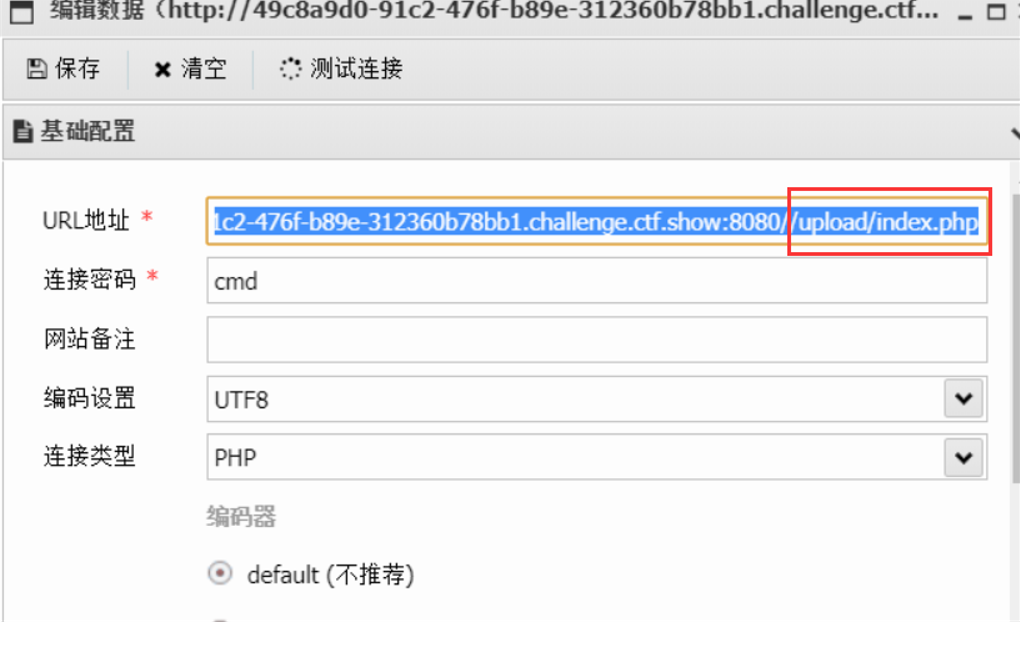 编辑数据 (http://49c8a9d0-91c2-476f-b89e-312360b78bb1.challenge.ctf...
保存 清空 测试连接
基础配置
URL地址 * 1c2-476f-b89e-312360b78bb1.challenge.ctf.show:8080//upload/index.php
连接密码 * cmd
网站备注
编码设置 UTF8
连接类型 PHP
编码器
default (不推荐)